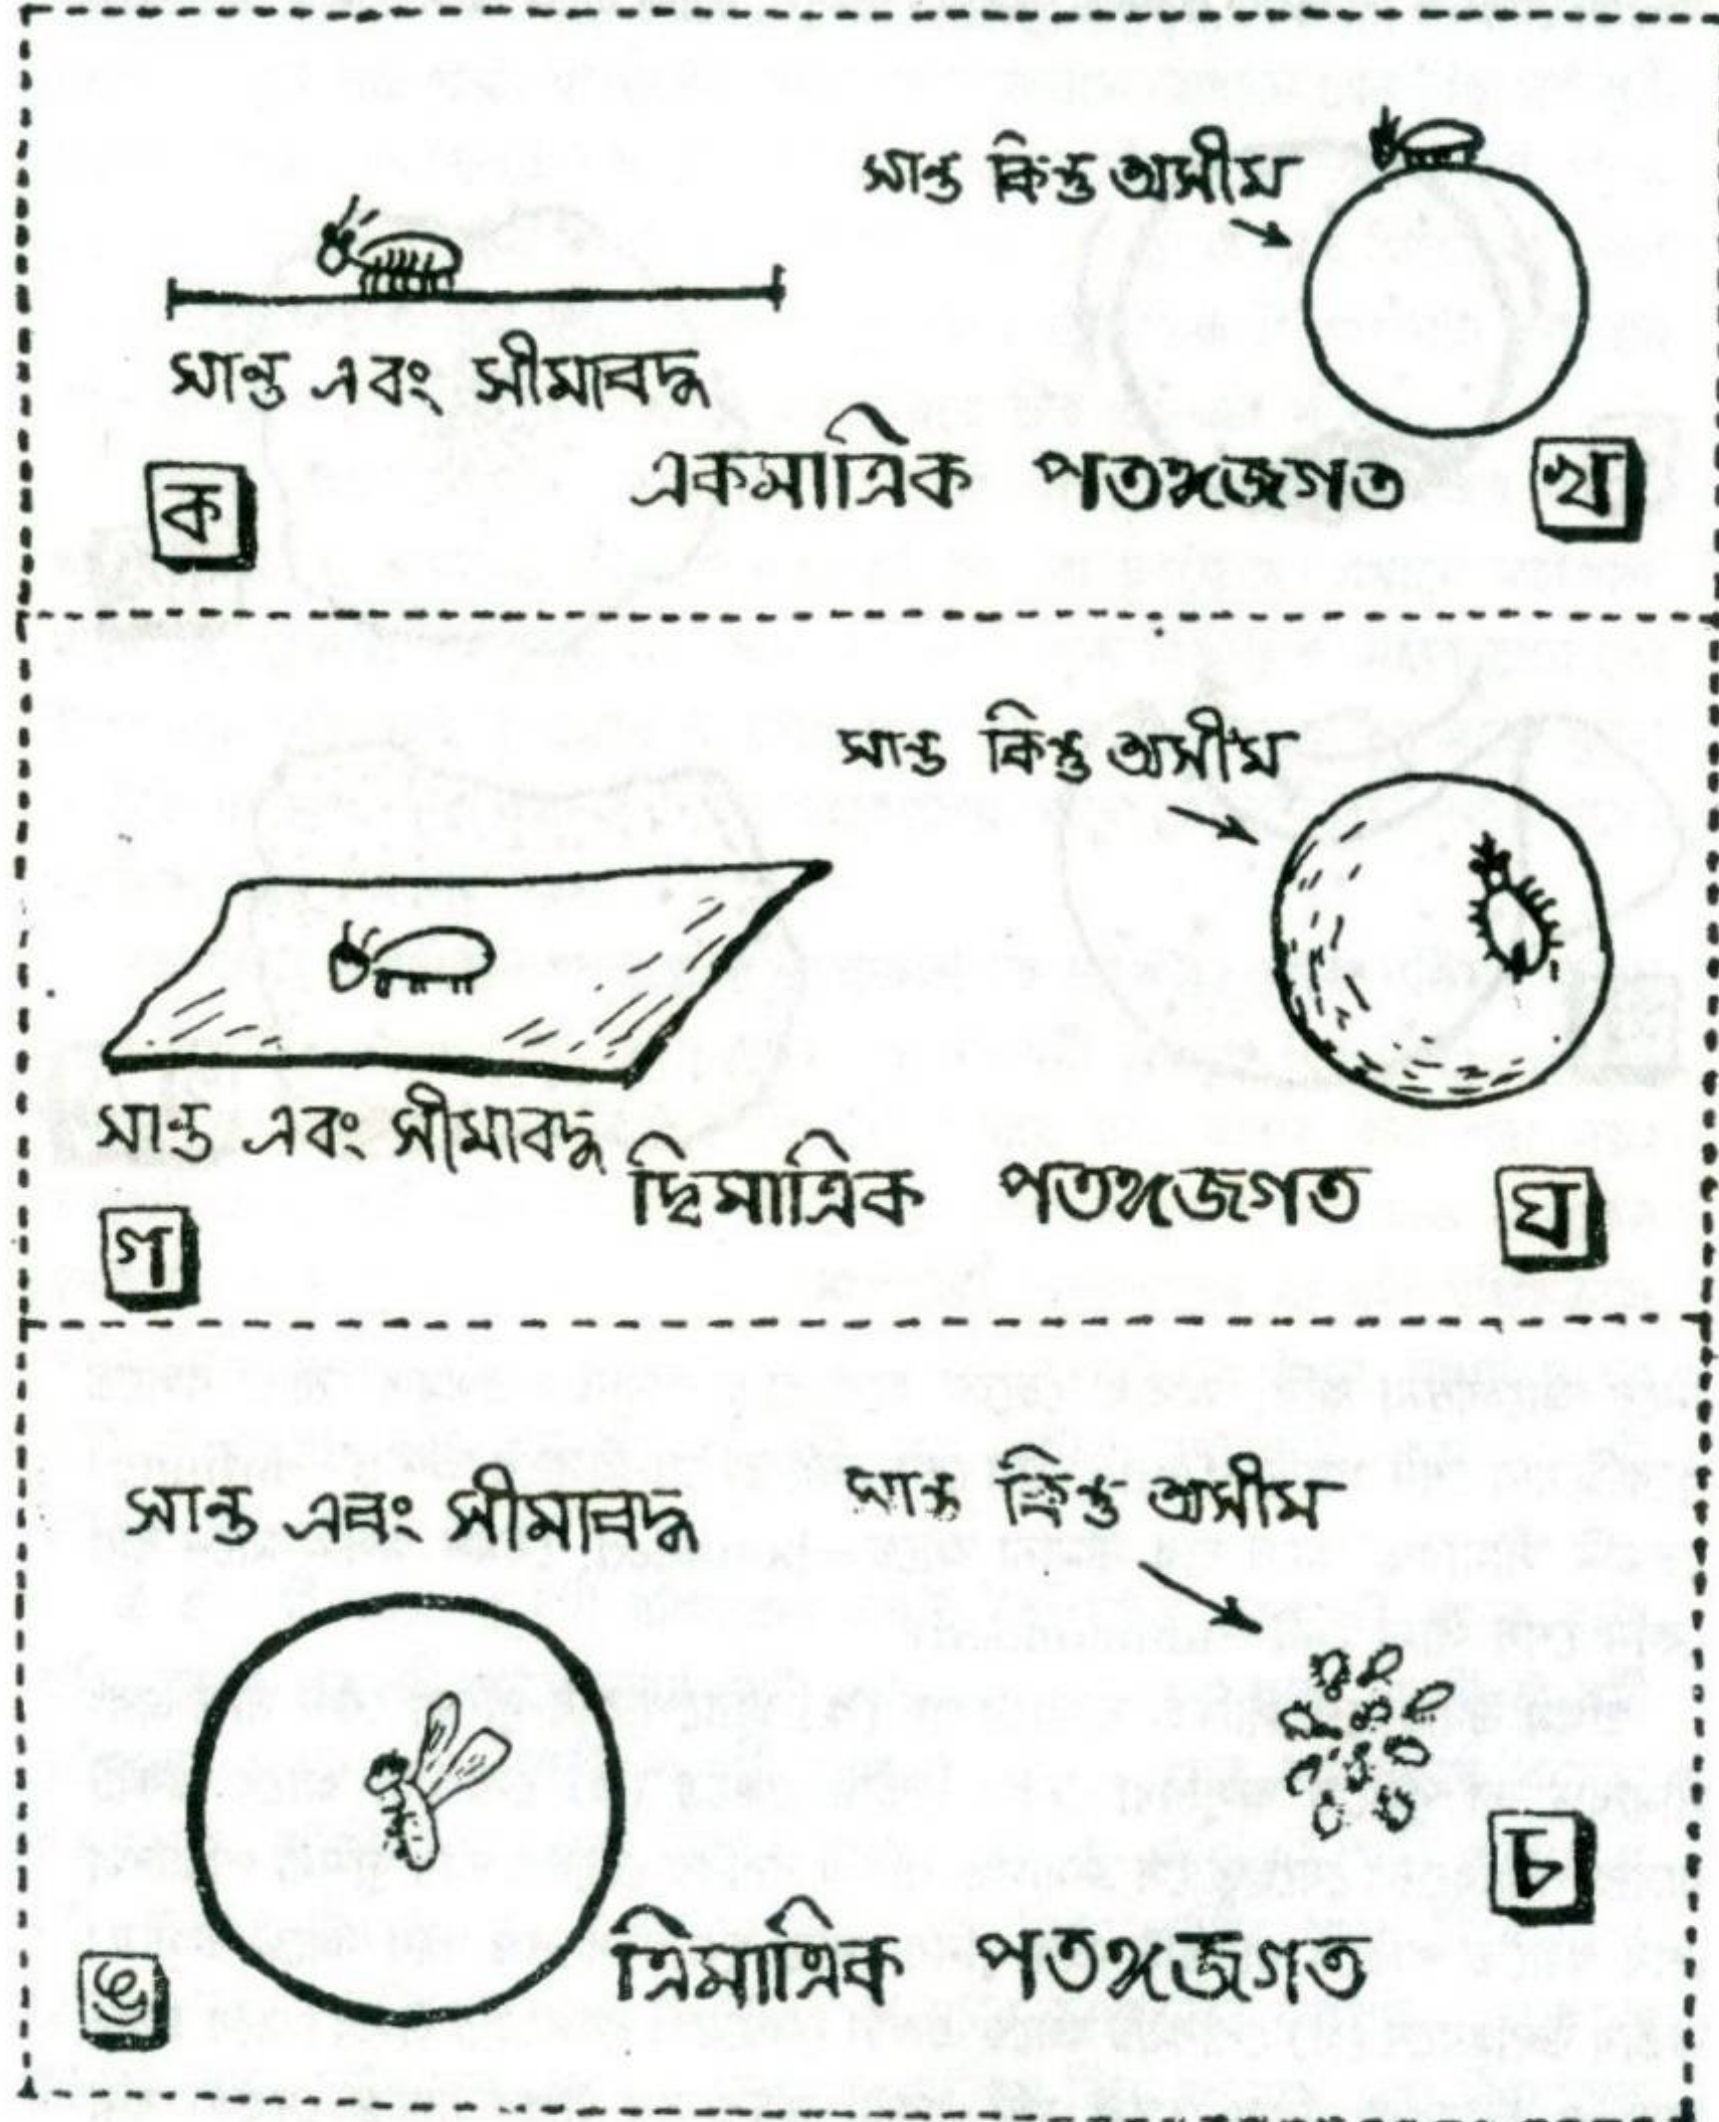 সান্ত কিন্তু অসীম
সান্ত এবং সীমাবদ্ধ
একমাত্রিক পতঙ্গজগত
ক
খ
সান্ত কিন্তু অসীম
সান্ত এবং সীমাবদ্ধ
দ্বিমাত্রিক পতঙ্গজগত
গ
ঘ
সান্ত এবং সীমাবদ্ধ
সান্ত কিন্তু অসীম
চ
ত্রিমাত্রিক পতঙ্গজগত
ঙ